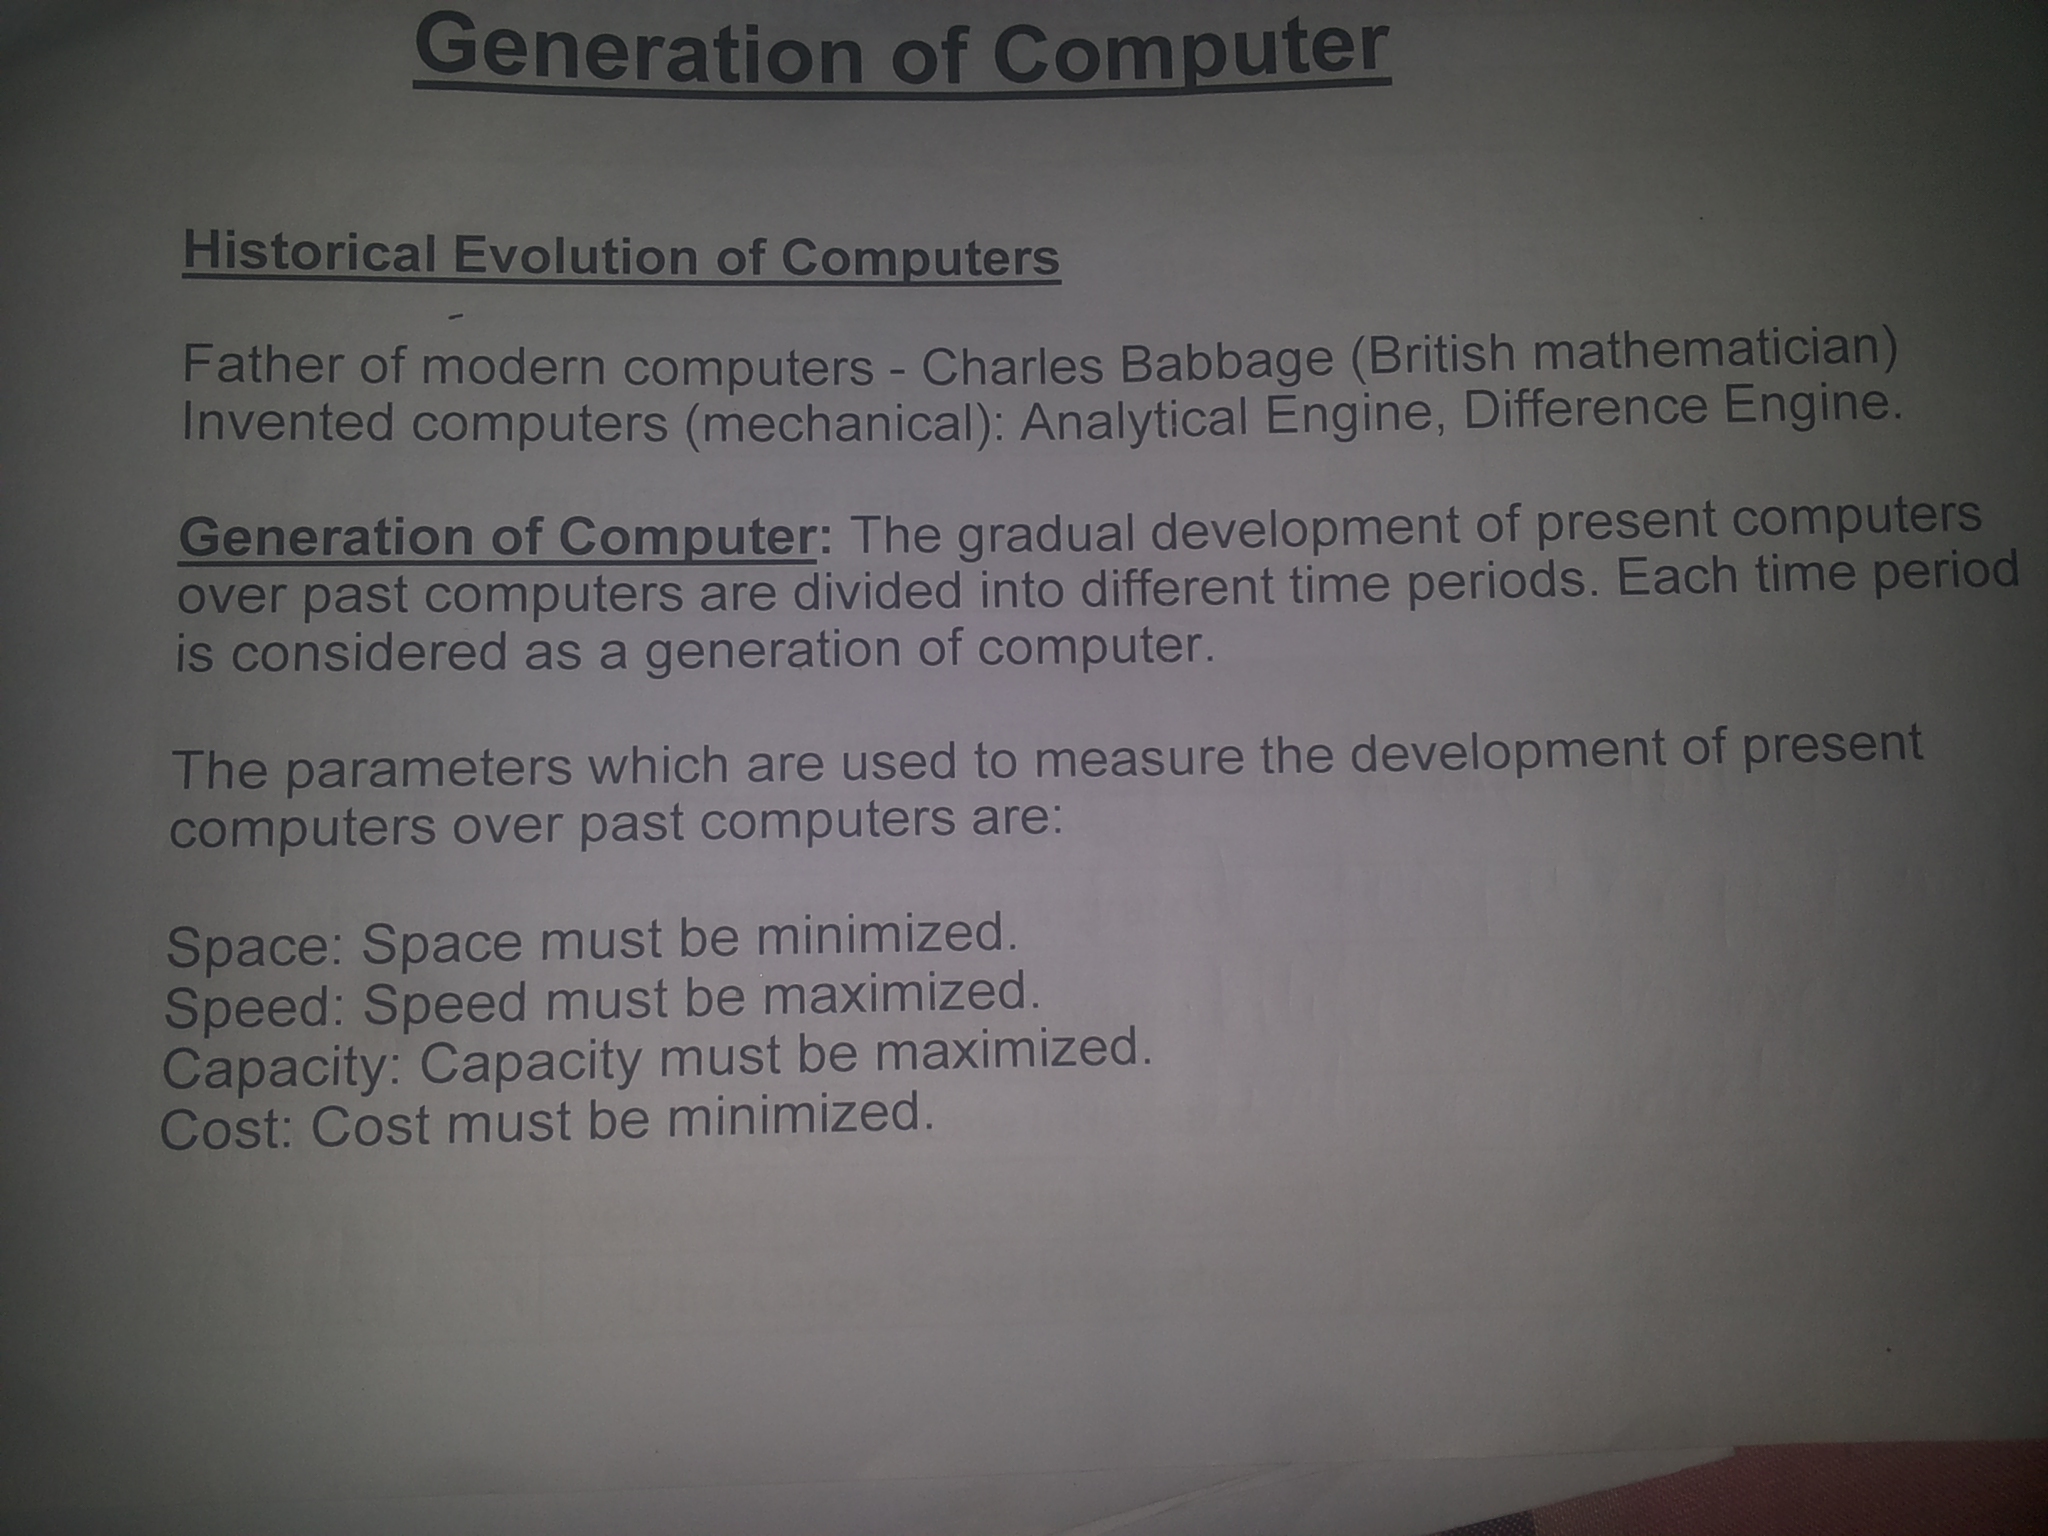 Generation of Computer
Historical Evolution of Computers
Father of modern computers - Charles Babbage (British mathematician)
Invented computers (mechanical): Analytical Engine, Difference Engine.
Generation of Computer: The gradual development of present computers
over past computers are divided into different time periods. Each time period
is considered as a generation of computer.
The parameters which are used to measure the development of present
computers over past computers are:
Space: Space must be minimized.
Speed: Speed must be maximized.
Capacity: Capacity must be maximized.
Cost: Cost must be minimized.